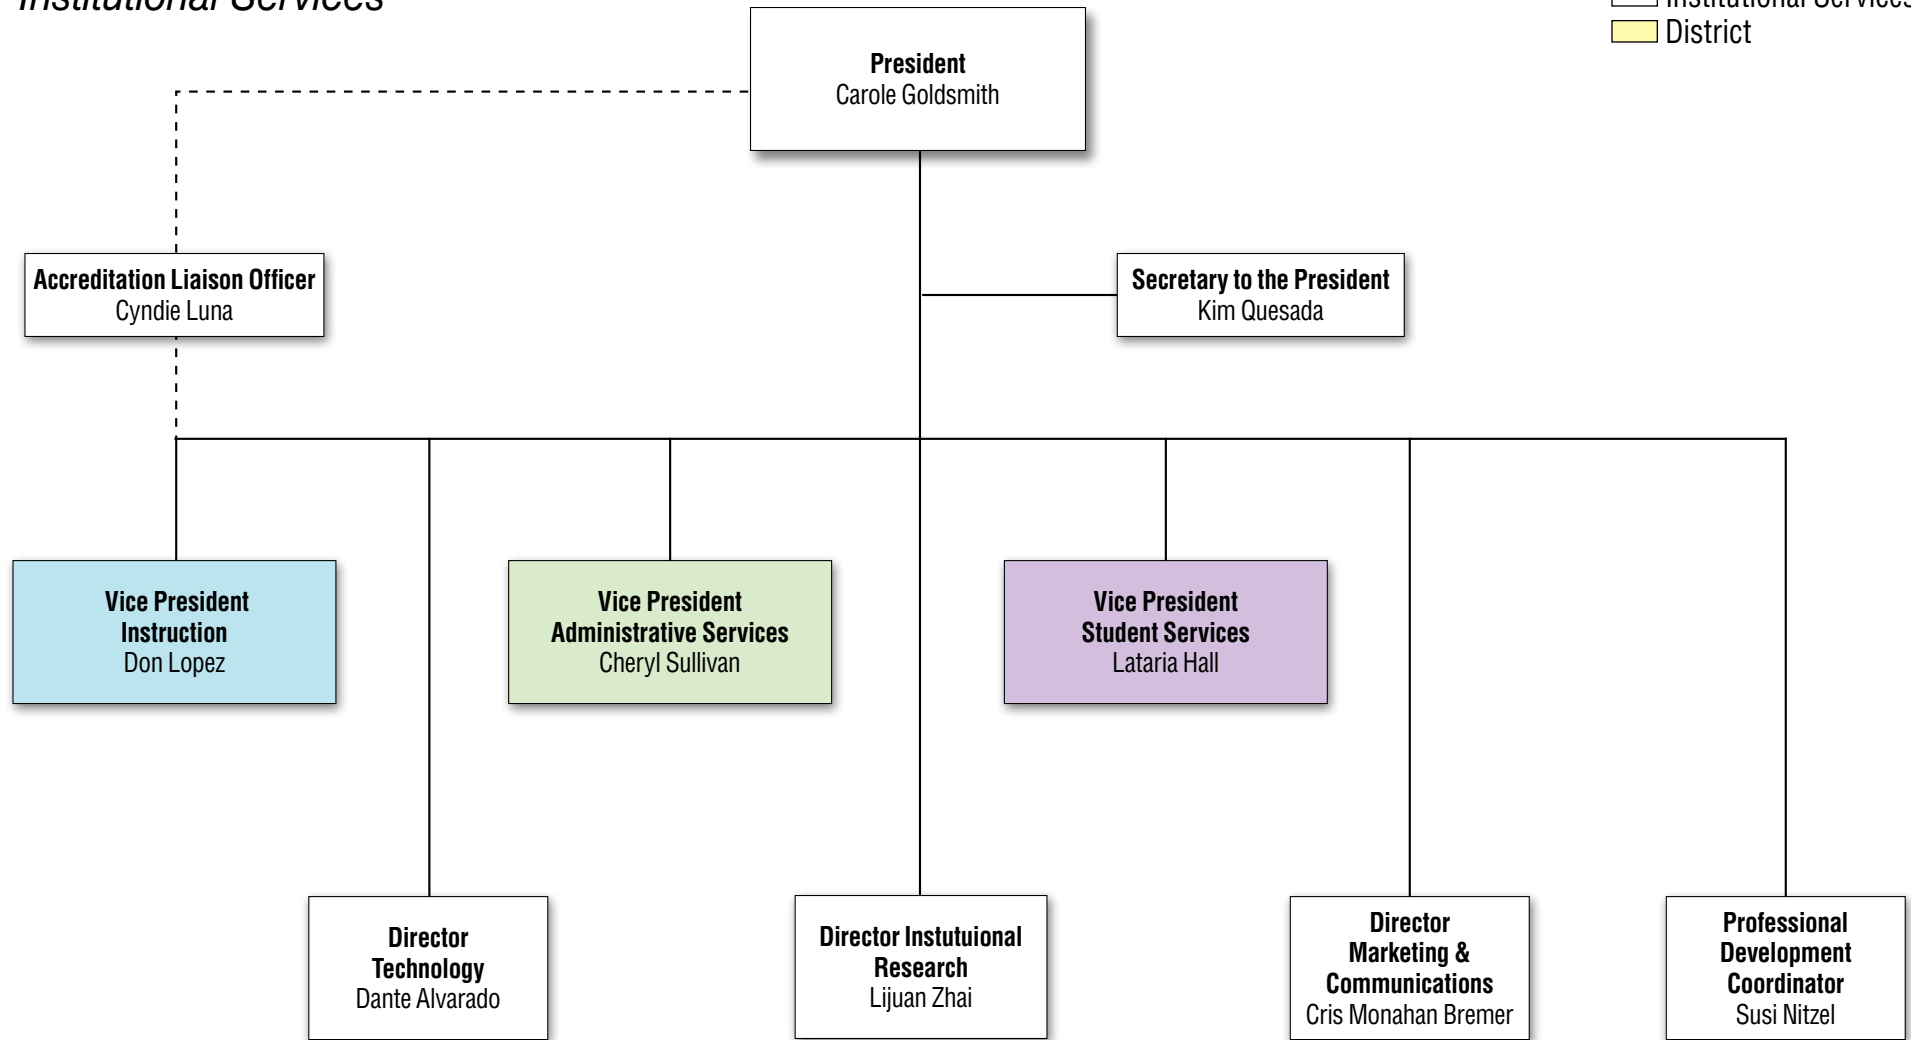 Institutional Services
Institutional Services
District
President
Carole Goldsmith
Accreditation Liaison Officer
Cyndie Luna
Secretary to the President
Kim Quesada
Vice President
Instruction
Don Lopez
Vice President
Administrative Services
Cheryl Sullivan
Vice President
Student Services
Lataria Hall
Director
Technology
Dante Alvarado
Director Instutuional
Research
Lijuan Zhai
Director
Marketing &
Communications
Cris Monahan Bremer
Professional
Development
Coordinator
Susi Nitzel